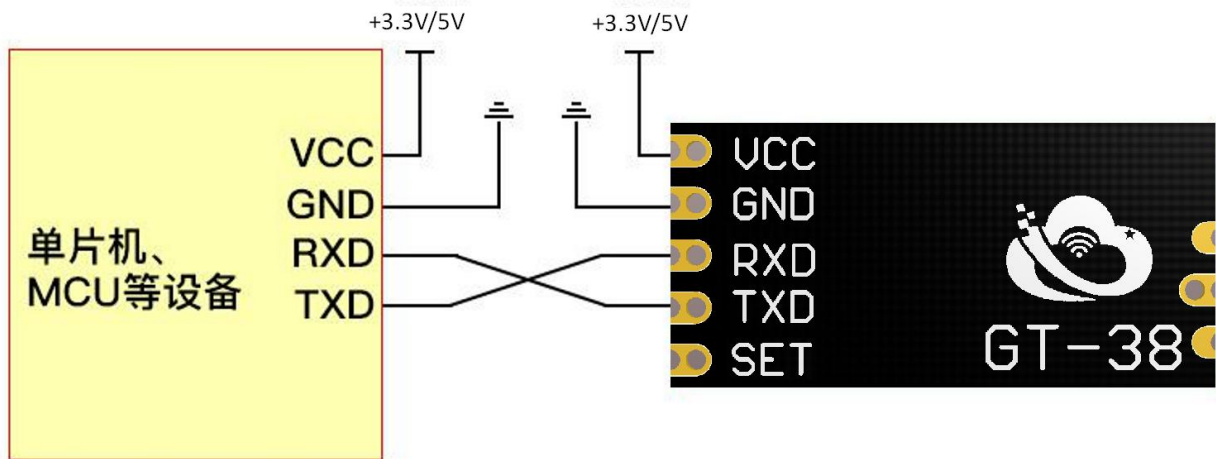 +3.3V/5V
+3.3V/5V
VCC
GND
RXD
TXD
单片机、
MCU等设备
VCC
GND
RXD
TXD
SET
GT-38